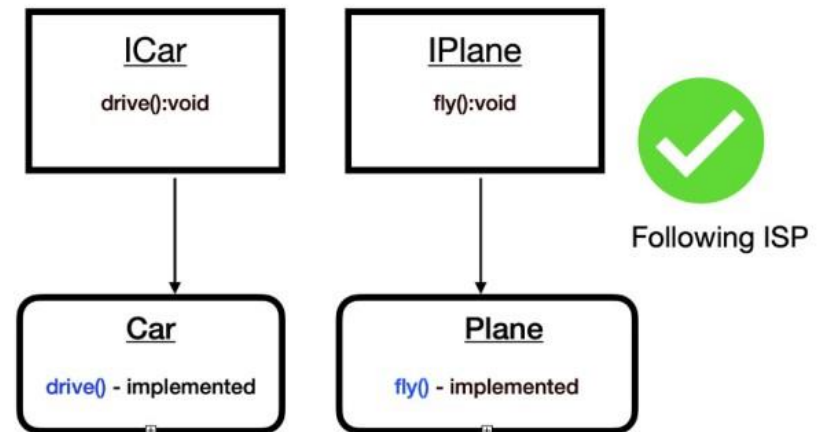 ICar
drive():void
IPlane
fly():void
Following ISP
Car
drive() - implemented
Plane
fly() - implemented